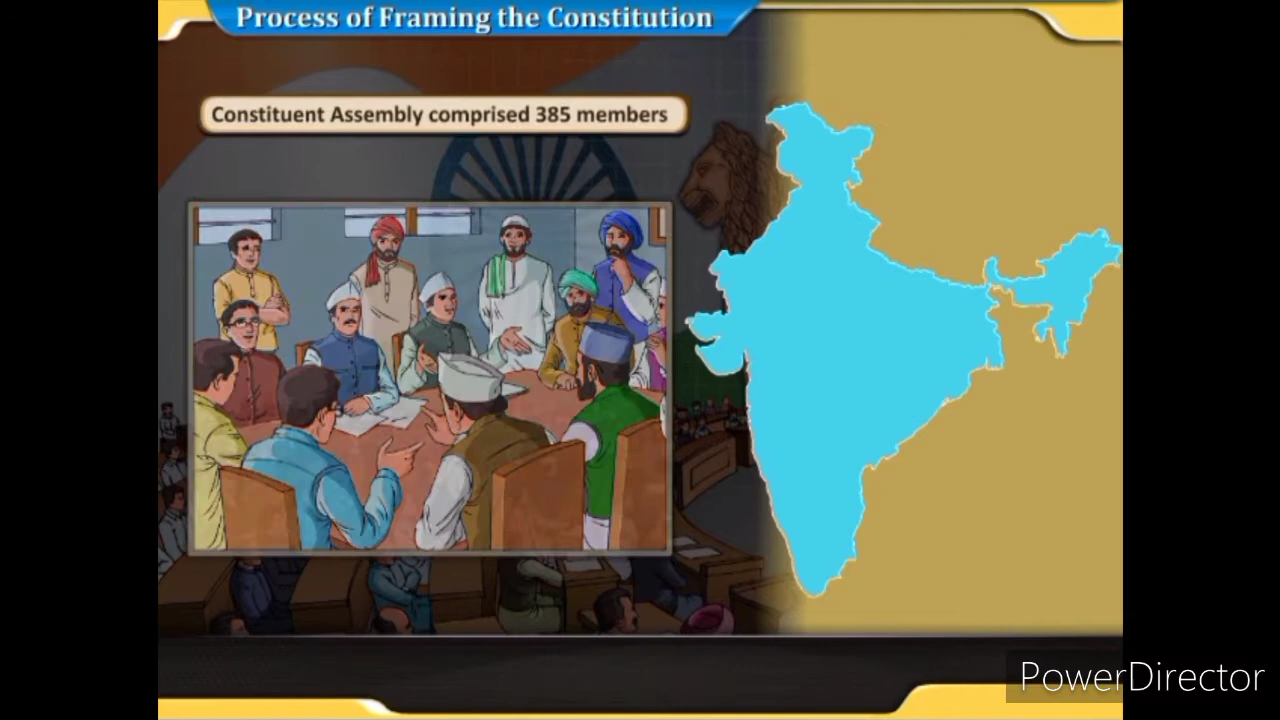 Process of Framing the Constitution
Constituent Assembly comprised 385 members
PowerDirector